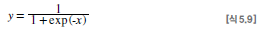 y = 1 / (1 + exp(-x)) [식 5.9]